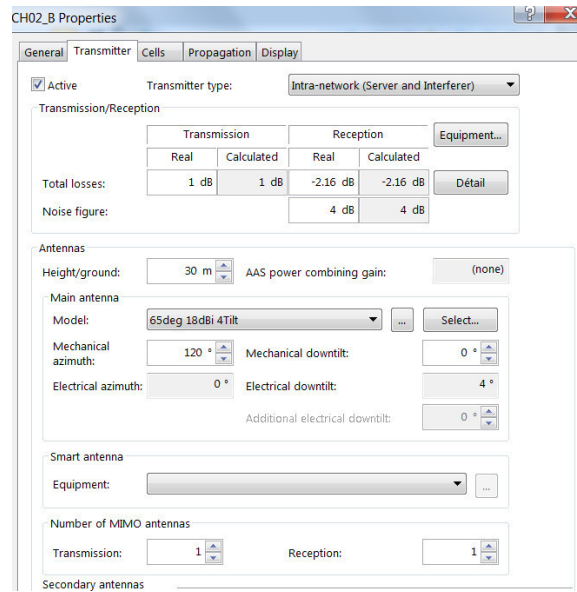 CH02_B Properties
General Transmitter Cells Propagation Display
Active Transmitter type: Intra-network (Server and Interferer)
Transmission/Reception
Transmission Reception Equipment...
Real Calculated Real Calculated
Total losses: 1 dB 1 dB -2.16 dB -2.16 dB Détail
Noise figure: 4 dB 4 dB
Antennas
Height/ground: 30 m AAS power combining gain: (none)
Main antenna
Model: 65deg 18dBi 4Tilt ... Select...
Mechanical azimuth: 120 ° Mechanical downtilt: 0 °
Electrical azimuth: 0 ° Electrical downtilt: 4 °
Additional electrical downtilt: 0 °
Smart antenna
Equipment: ...
Number of MIMO antennas
Transmission: 1 Reception: 1
Secondary antennas